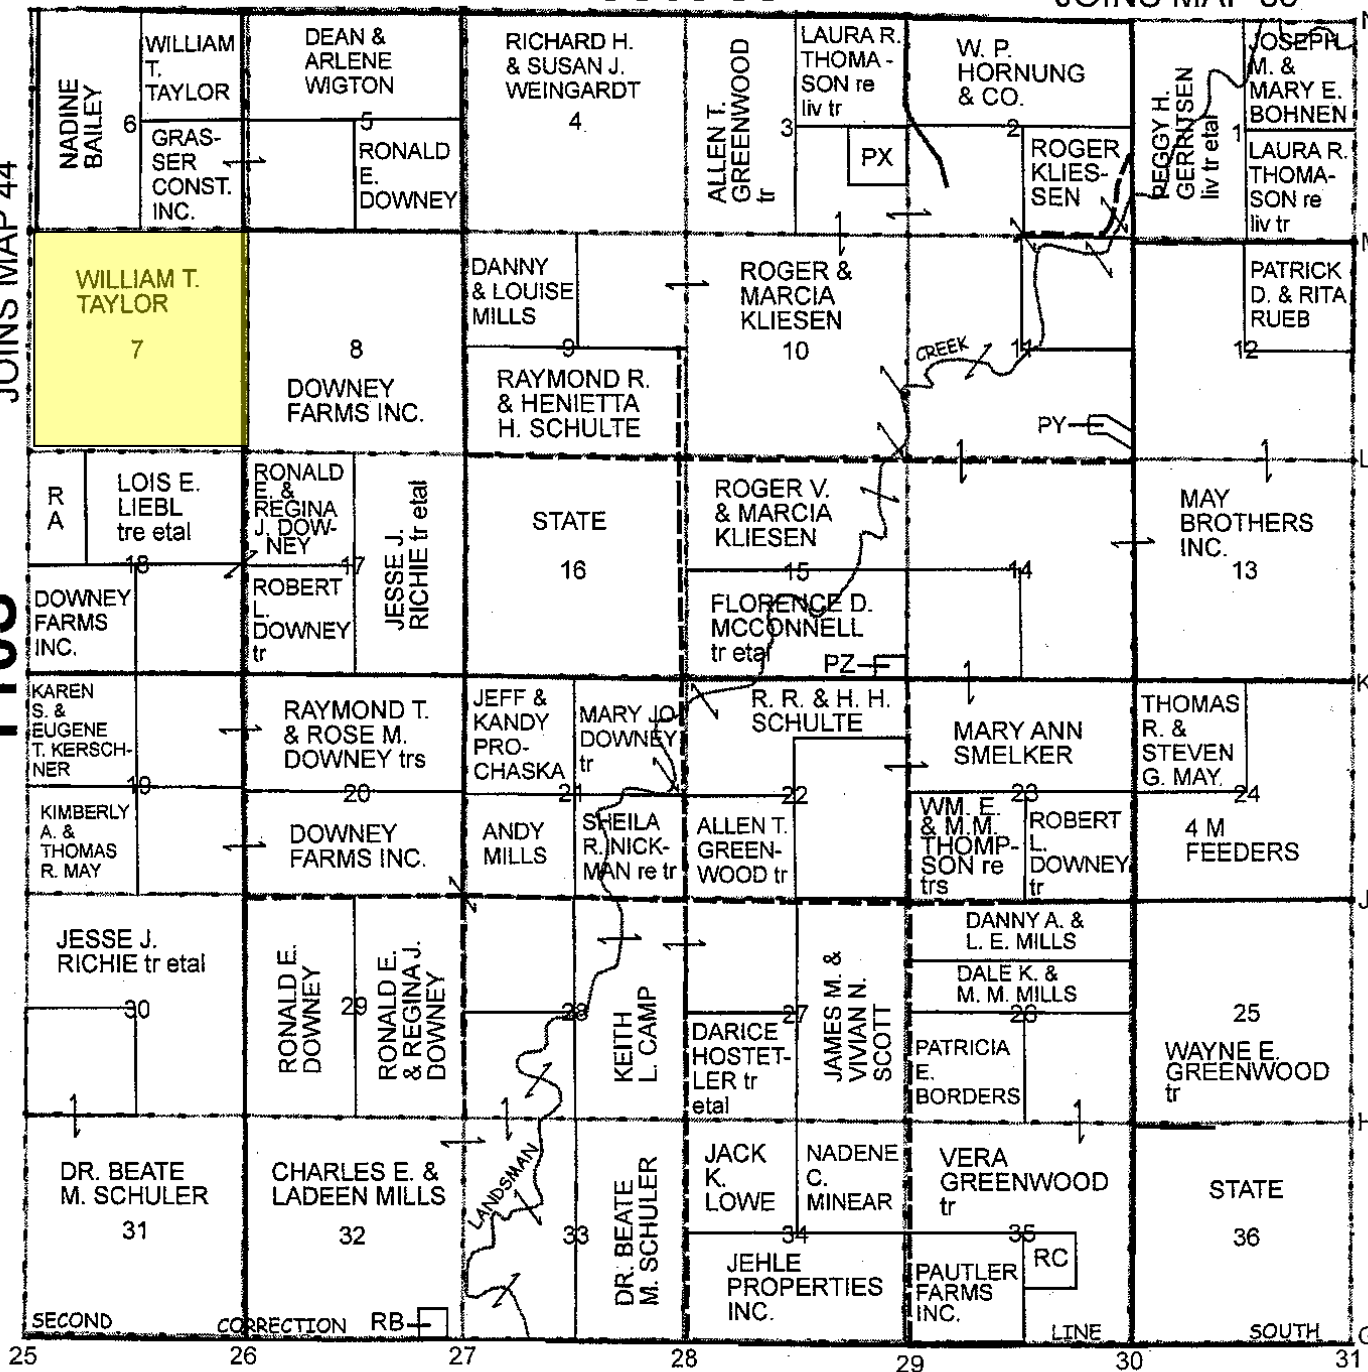 JOINS MAP 44
NADINE
BAILEY
6
WILLIAM
T.
TAYLOR
GRAS-
SER
CONST.
INC.
DEAN &
ARLENE
WIGTON
5
RONALD
E.
DOWNEY
RICHARD H.
& SUSAN J.
WEINGARDT
4
ALLEN T.
GREENWOOD
tr
3
LAURA R.
THOMA-
SON re
liv tr
PX
W. P.
HORNUNG
& CO.
2
ROGER
KLIES-
SEN
PEGGY H.
GERRITSEN
liv tr etal
1
JOSEPH
M. &
MARY E.
BOHNEN
LAURA R.
THOMA-
SON re
liv tr
WILLIAM T.
TAYLOR
7
8
DOWNEY
FARMS INC.
DANNY
& LOUISE
MILLS
9
RAYMOND R.
& HENIETTA
H. SCHULTE
ROGER &
MARCIA
KLIESEN
10
CREEK
11
PY
PATRICK
D. & RITA
RUEB
12
L
R
A
LOIS E.
LIEBL
tre etal
18
DOWNEY
FARMS
INC.
RONALD
E. &
REGINA
J. DOW-
NEY
17
ROBERT
L.
DOWNEY
tr
JESSE J.
RICHIE tr etal
STATE
16
ROGER V.
& MARCIA
KLIESEN
15
FLORENCE D.
MCCONNELL
tr etal
PZ
14
MAY
BROTHERS
INC.
13
K
KAREN
S. &
EUGENE
T. KERSCH-
NER
19
KIMBERLY
A. &
THOMAS
R. MAY
RAYMOND T.
& ROSE M.
DOWNEY trs
20
DOWNEY
FARMS INC.
JEFF &
KANDY
PRO-
CHASKA
MARY JO
DOWNEY
tr
21
ANDY
MILLS
SHEILA
R. NICK-
MAN re tr
R. R. & H. H.
SCHULTE
22
ALLEN T.
GREEN-
WOOD tr
MARY ANN
SMELKER
23
WM. E.
& M.M.
THOMP-
SON re
trs
ROBERT
L.
DOWNEY
tr
THOMAS
R. &
STEVEN
G. MAY.
24
4 M
FEEDERS
J
JESSE J.
RICHIE tr etal
30
RONALD E.
DOWNEY
29
RONALD E.
& REGINA J.
DOWNEY
28
KEITH
L. CAMP
27
DARICE
HOSTET-
LER tr
etal
JAMES M. &
VIVIAN N.
SCOTT
DANNY A. &
L. E. MILLS
DALE K. &
M. M. MILLS
26
PATRICIA
E.
BORDERS
25
WAYNE E.
GREENWOOD
tr
H
DR. BEATE
M. SCHULER
31
CHARLES E. &
LADEEN MILLS
32
RB
LANDSMAN
33
DR. BEATE
M. SCHULER
JACK
K.
LOWE
NADENE
C.
MINEAR
34
JEHLE
PROPERTIES
INC.
VERA
GREENWOOD
tr
35
RC
PAUTLER
FARMS
INC.
STATE
36
SECOND CORRECTION LINE SOUTH
25 26 27 28 29 30 31